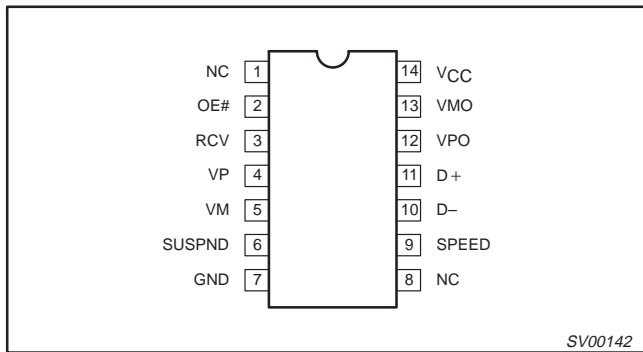 NC 1 14 VCC
OE# 2 13 VMO
RCV 3 12 VPO
VP 4 11 D+
VM 5 10 D–
SUSPND 6 9 SPEED
GND 7 8 NC
SV00142